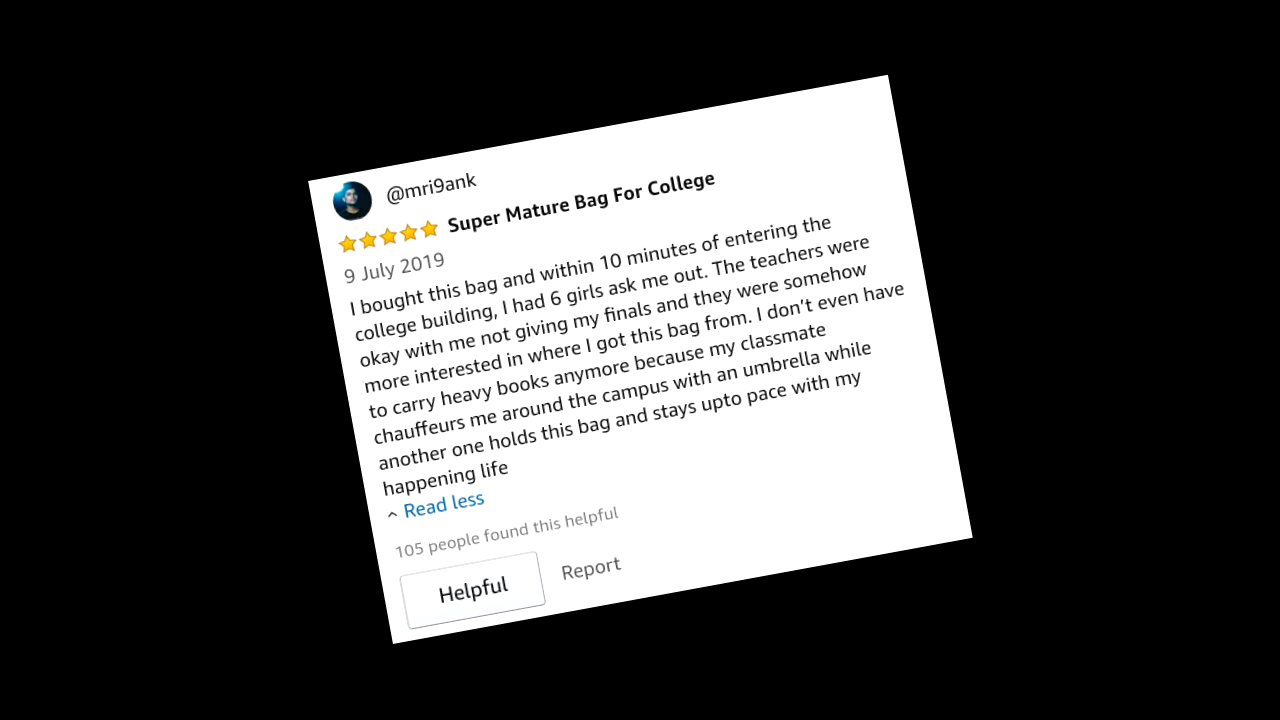 @mri9ank
Super Mature Bag For College
9 July 2019
I bought this bag and within 10 minutes of entering the
college building, I had 6 girls ask me out. The teachers were
okay with me not giving my finals and they were somehow
more interested in where I got this bag from. I don’t even have
to carry heavy books anymore because my classmate
chauffeurs me around the campus with an umbrella while
another one holds this bag and stays upto pace with my
happening life
^ Read less
105 people found this helpful
Helpful
Report